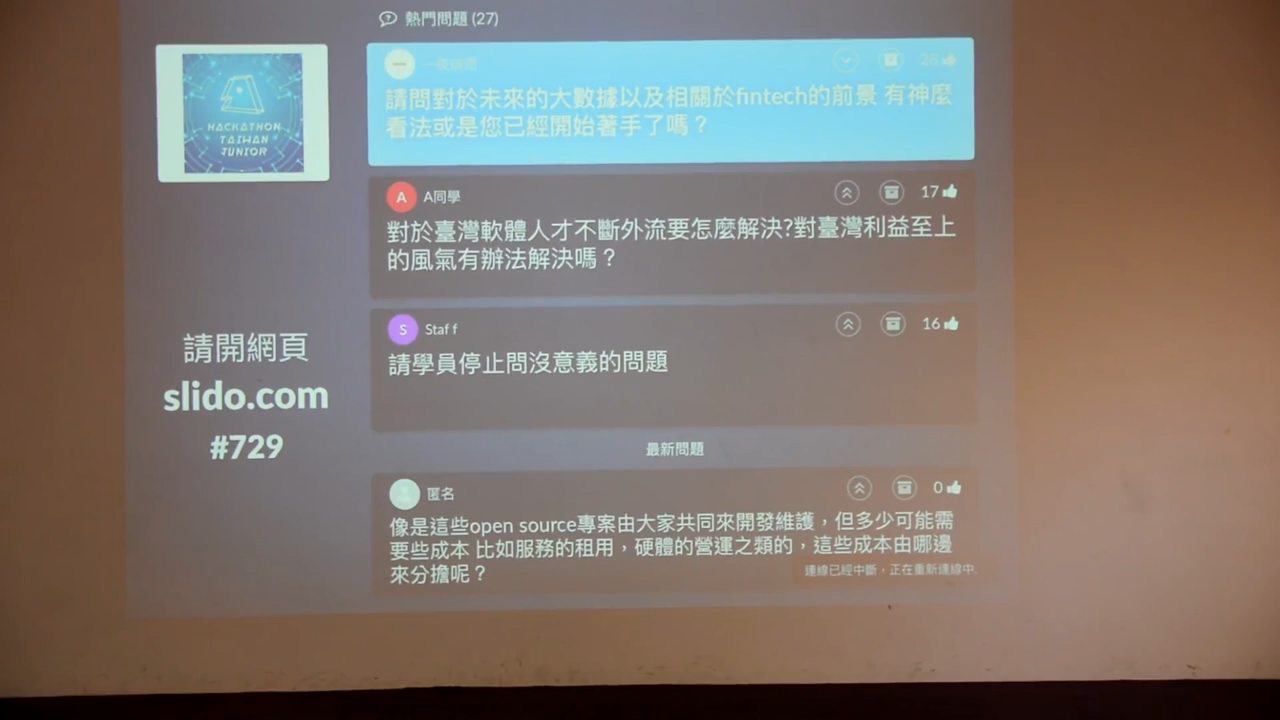 熱門問題 (27)
HACKATHON
TAIWAN
JUNIOR
請開網頁
slido.com
#729
28
請問對於未來的大數據以及相關於fintech的前景 有神麼
看法或是您已經開始著手了嗎？
A
A同學
17
對於臺灣軟體人才不斷外流要怎麼解決?對臺灣利益至上
的風氣有辦法解決嗎？
S
Staff
16
請學員停止問沒意義的問題
最新問題
匿名
0
像是這些open source專案由大家共同來開發維護，但多少可能需
要些成本 比如服務的租用，硬體的營運之類的，這些成本由哪邊
來分擔呢？
連線已經中斷，正在重新連線中.